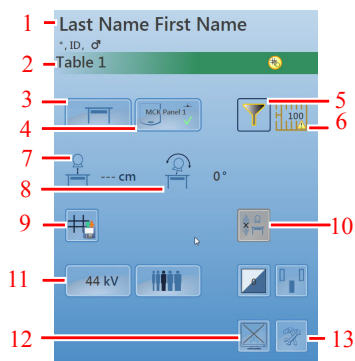 1 Last Name First Name
*, ID, ♂
2 Table 1
3
4
MCK Panel 1
5
100
6
7
--- cm
8
0°
9
10
11
44 kV
0
12
13